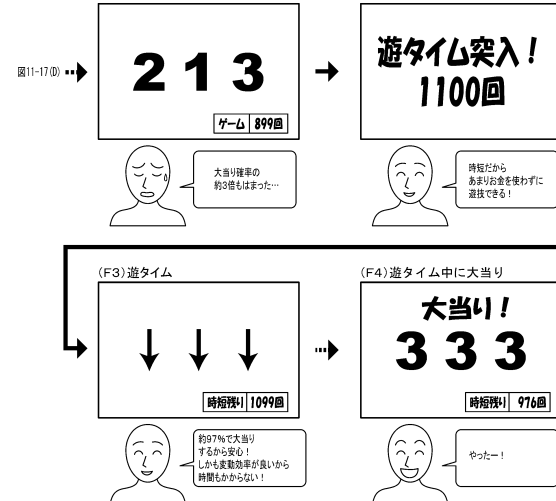 図11-17(D)
2 1 3
ゲーム 899回
大当り確率の
約3倍もはまった…
遊タイム突入!
1100回
時短だから
あまりお金を使わずに
遊技できる!
(F3)遊タイム
↓ ↓ ↓
時短残り 1099回
約97%で大当り
するから安心!
しかも変動効率が良いから
時間もかからない!
(F4)遊タイム中に大当り
大当り!
3 3 3
時短残り 976回
やったー!